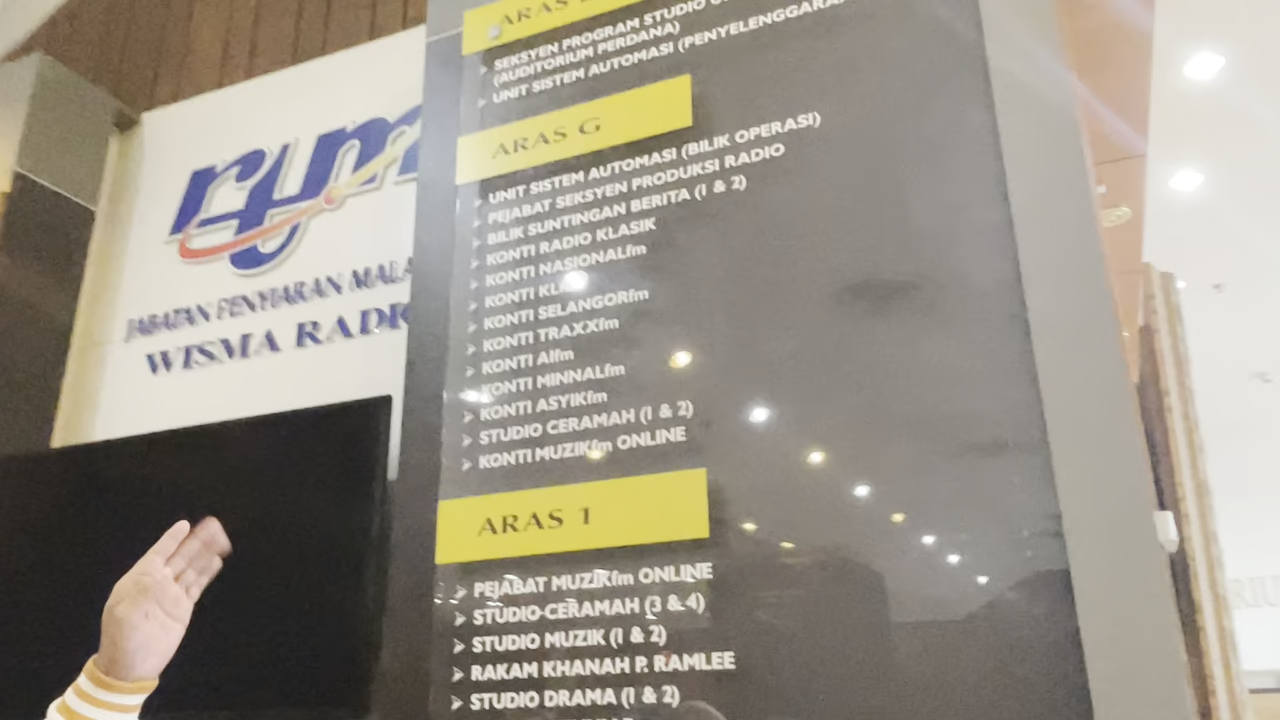 rtm
JABATAN PENYIARAN
WISMA RADIO
ARAS
SEKSYEN PROGRAM STUDIO
(AUDITORIUM PERDANA)
UNIT SISTEM AUTOMASI (PENYELENGGARAAN
ARAS G
UNIT SISTEM AUTOMASI (BILIK OPERASI)
PEJABAT SEKSYEN PRODUKSI RADIO
BILIK SUNTINGAN BERITA (1 & 2)
KONTI RADIO KLASIK
KONTI NASIONALfm
KONTI
KONTI SELANGORfm
KONTI TRAXXfm
KONTI AIfm
KONTI MINNALfm
KONTI ASYIKfm
STUDIO CERAMAH (1 & 2)
KONTI MUZIKfm ONLINE
ARAS 1
PEJABAT MUZIKfm ONLINE
STUDIO CERAMAH (3 & 4)
STUDIO MUZIK (1 & 2)
RAKAM KHANAH P. RAMLEE
STUDIO DRAMA (1 & 2)